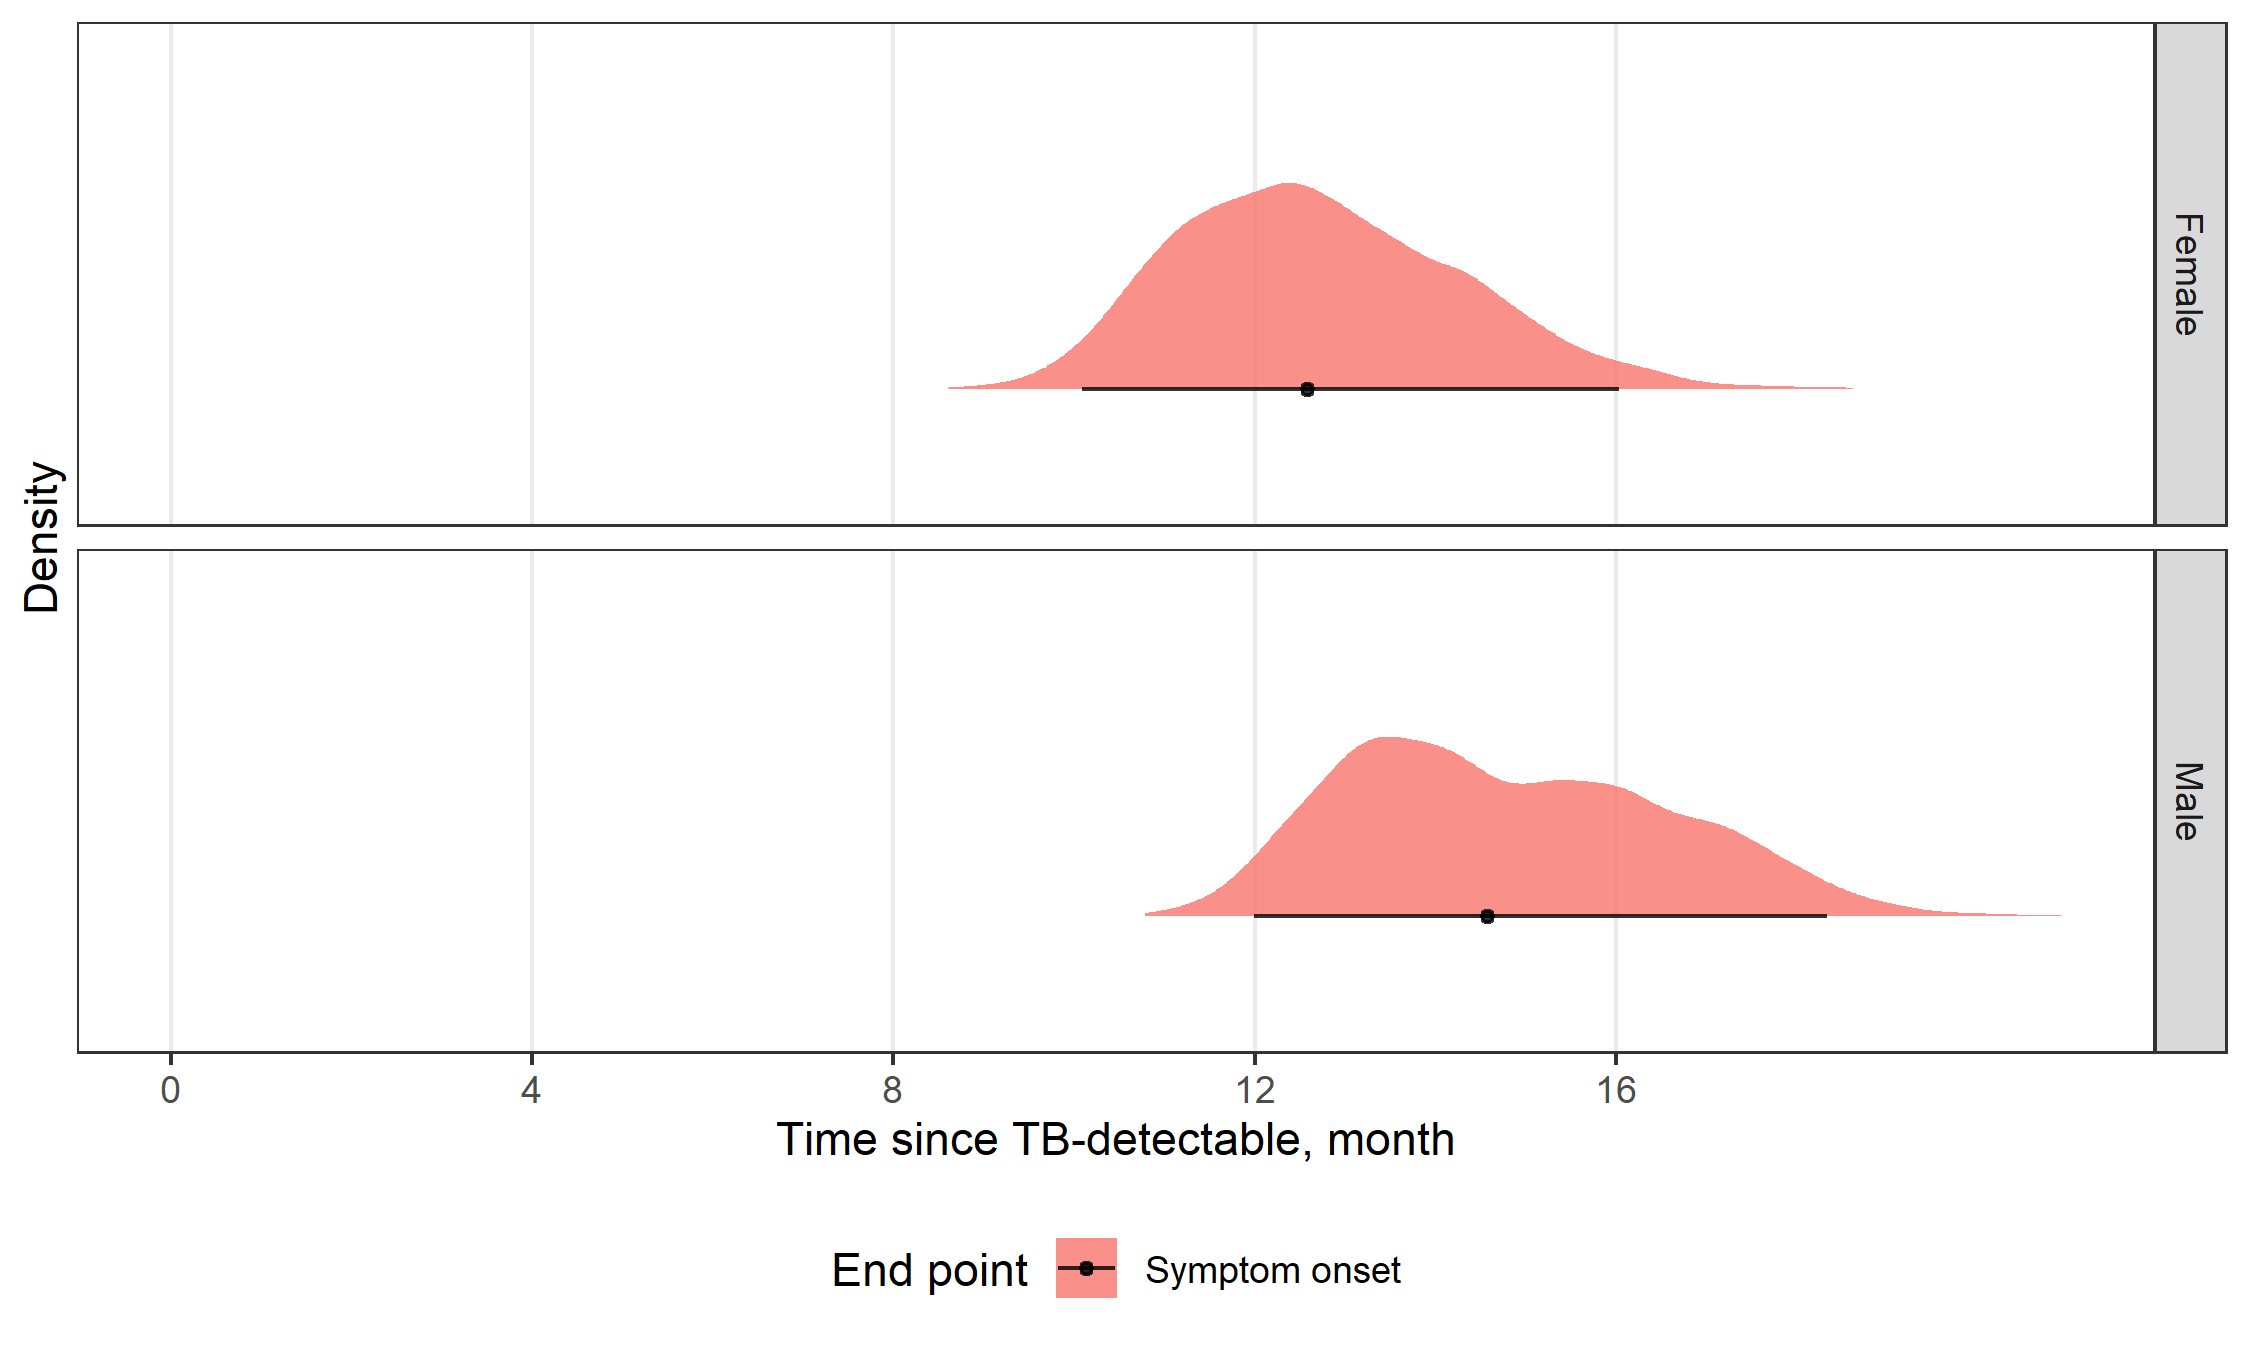 Density
Female
Male
0 4 8 12 16
Time since TB-detectable, month
End point Symptom onset